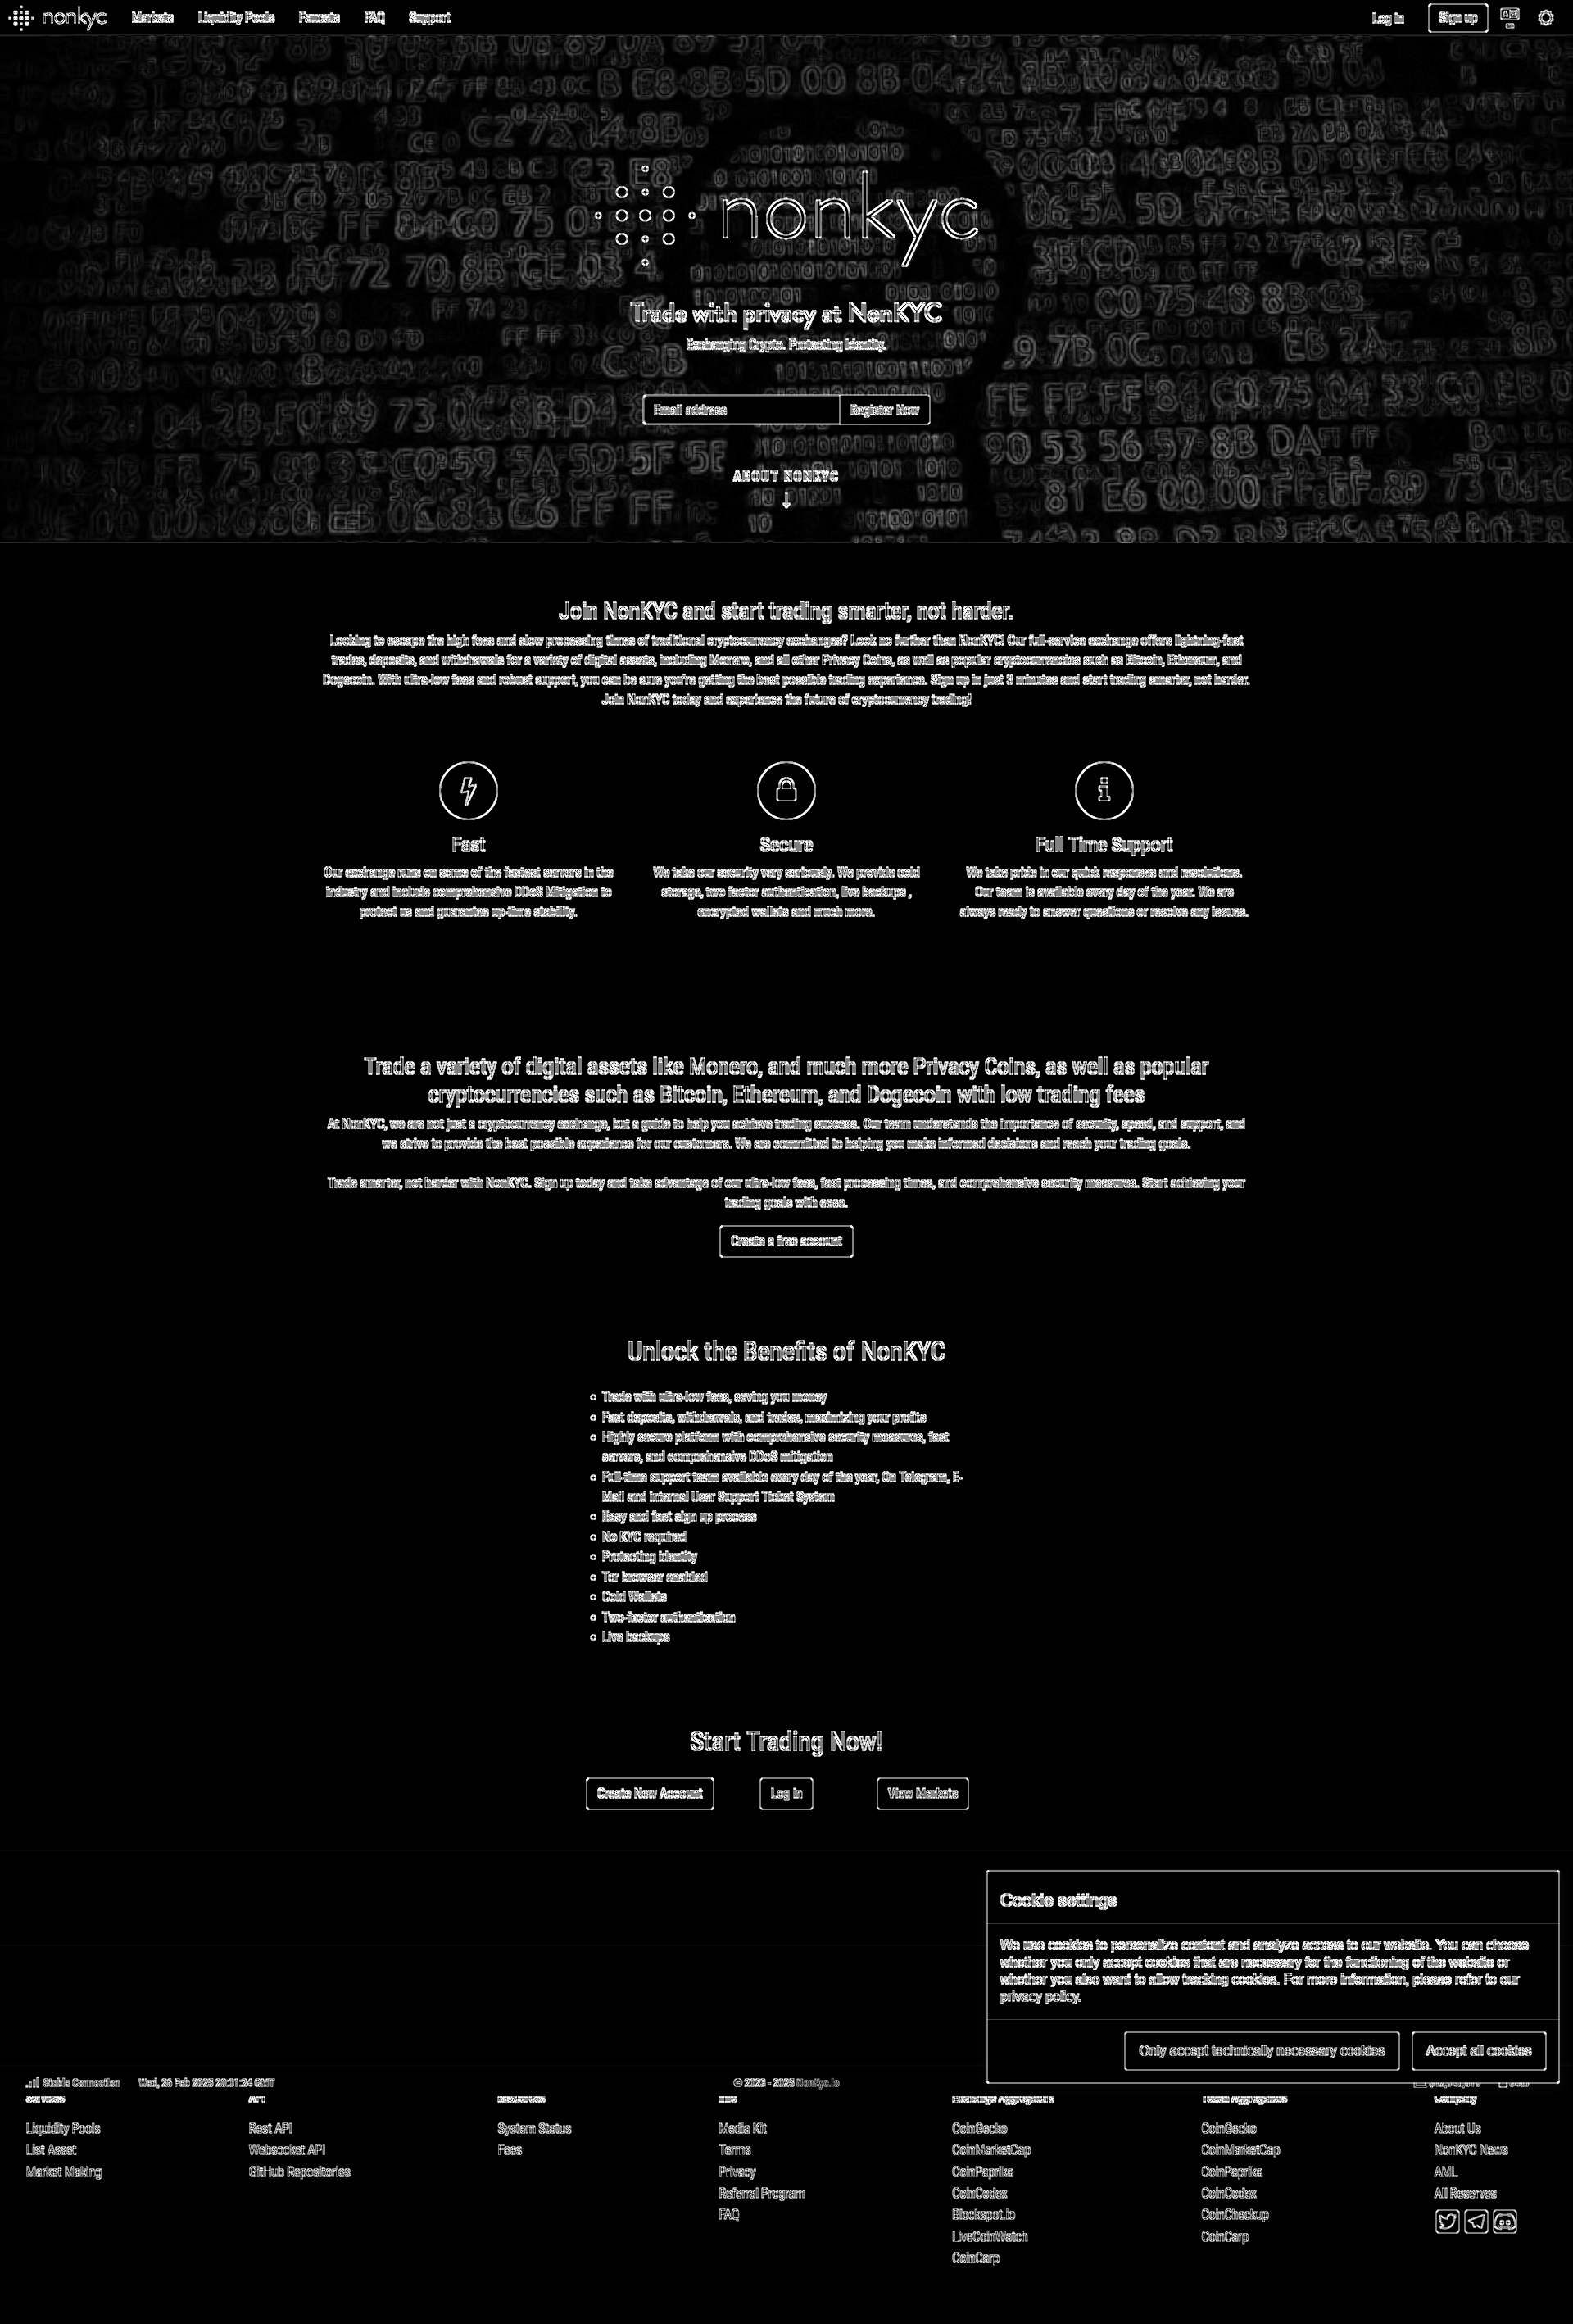 nonkyc Markets Liquidity Pools Faucets FAQ Support Log in Sign up
nonkyc
Trade with privacy at NonKYC
Exchanging Crypto. Protecting Identity.
Email address Register Now
ABOUT NONKYC
Join NonKYC and start trading smarter, not harder.
Looking to escape the high fees and slow processing times of traditional cryptocurrency exchanges? Look no further than NonKYC! Our full-service exchange offers lightning-fast
trades, deposits, and withdrawals for a variety of digital assets, including Monero, and all other Privacy Coins, as well as popular cryptocurrencies such as Bitcoin, Ethereum, and
Dogecoin. With ultra-low fees and robust support, you can be sure you're getting the best possible trading experience. Sign up in just 3 minutes and start trading smarter, not harder.
Join NonKYC today and experience the future of cryptocurrency trading!
Fast
Our exchange runs on some of the fastest servers in the
industry and include comprehensive DDoS Mitigation to
protect us and guarantee up-time stability.
Secure
We take our security very seriously. We provide cold
storage, two factor authentication, live backups ,
encrypted wallets and much more.
Full Time Support
We take pride in our quick responses and resolutions.
Our team is available every day of the year. We are
always ready to answer questions or resolve any issues.
Trade a variety of digital assets like Monero, and much more Privacy Coins, as well as popular
cryptocurrencies such as Bitcoin, Ethereum, and Dogecoin with low trading fees
At NonKYC, we are not just a cryptocurrency exchange, but a guide to help you achieve trading success. Our team understands the importance of security, speed, and support, and
we strive to provide the best possible experience for our customers. We are committed to helping you make informed decisions and reach your trading goals.
Trade smarter, not harder with NonKYC. Sign up today and take advantage of our ultra-low fees, fast processing times, and comprehensive security measures. Start achieving your
trading goals with ease.
Create a free account
Unlock the Benefits of NonKYC
Trade with ultra-low fees, saving you money
Fast deposits, withdrawals, and trades, maximizing your profits
Highly secure platform with comprehensive security measures, fast
servers, and comprehensive DDoS mitigation
Full-time support team available every day of the year, On Telegram, E-
Mail and internal User Support Ticket System
Easy and fast sign up process
No KYC required
Protecting identity
Tor browser enabled
Cold Wallets
Two-factor authentication
Live backups
Start Trading Now!
Create New Account Log in View Markets
Cookie settings
We use cookies to personalize content and analyze access to our website. You can choose
whether you only accept cookies that are necessary for the functioning of the website or
whether you also want to allow tracking cookies. For more information, please refer to our
privacy policy.
Only accept technically necessary cookies Accept all cookies
Stable Connection Wed, 26 Feb 2025 GMT
© 2023 - 2025 NonKyc.io
Services
Liquidity Pools
List Asset
Market Making
API
Rest API
Websocket API
GitHub Repositories
Resources
System Status
Fees
Info
Media Kit
Terms
Privacy
Referral Program
FAQ
Exchange Aggregators
CoinGecko
CoinMarketCap
CoinPaprika
CoinCodex
Blockspot.io
LiveCoinWatch
CoinCarp
Token Aggregators
CoinGecko
CoinMarketCap
CoinPaprika
CoinCodex
CoinCheckup
CoinCarp
Company
About Us
NonKYC News
AML
All Reserves